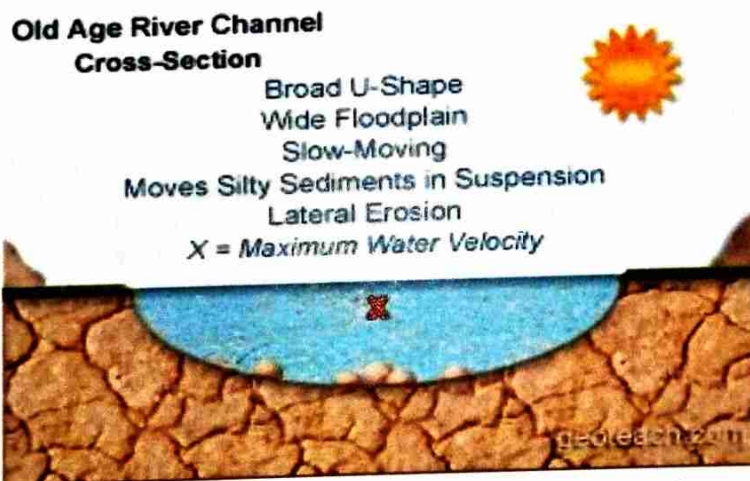 Old Age River Channel
Cross-Section
Broad U-Shape
Wide Floodplain
Slow-Moving
Moves Silty Sediments in Suspension
Lateral Erosion
X = Maximum Water Velocity
X
geoteach.com